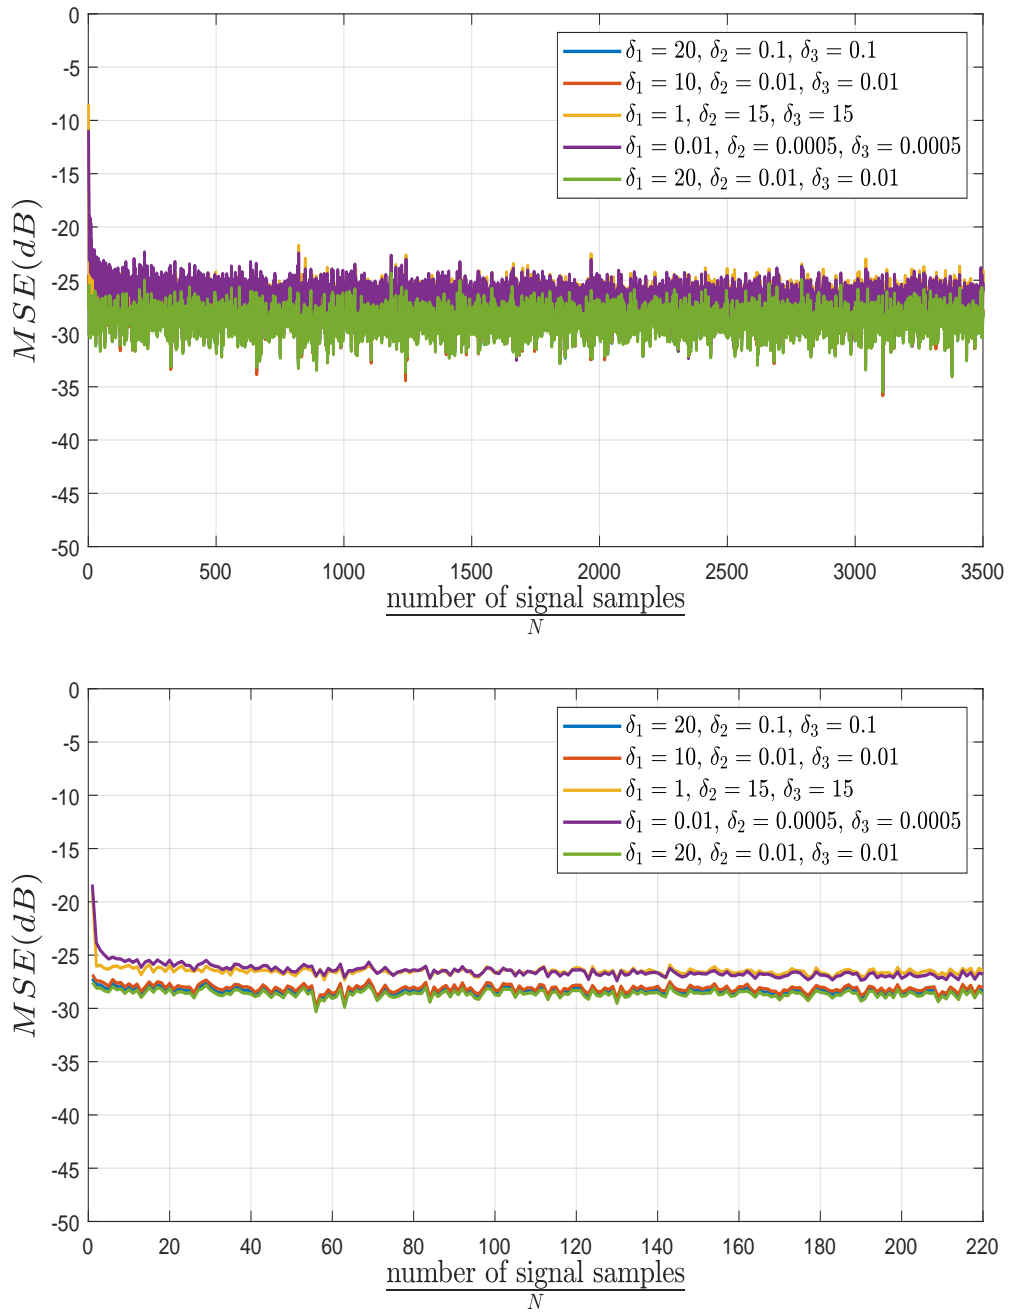 0
-5
-10
-15
-20
-25
-30
-35
-40
-45
-50
MSE(dB)
δ₁ = 20, δ₂ = 0.1, δ₃ = 0.1
δ₁ = 10, δ₂ = 0.01, δ₃ = 0.01
δ₁ = 1, δ₂ = 15, δ₃ = 15
δ₁ = 0.01, δ₂ = 0.0005, δ₃ = 0.0005
δ₁ = 20, δ₂ = 0.01, δ₃ = 0.01
0 500 1000 1500 2000 2500 3000 3500
number of signal samples
N
0
-5
-10
-15
-20
-25
-30
-35
-40
-45
-50
MSE(dB)
δ₁ = 20, δ₂ = 0.1, δ₃ = 0.1
δ₁ = 10, δ₂ = 0.01, δ₃ = 0.01
δ₁ = 1, δ₂ = 15, δ₃ = 15
δ₁ = 0.01, δ₂ = 0.0005, δ₃ = 0.0005
δ₁ = 20, δ₂ = 0.01, δ₃ = 0.01
0 20 40 60 80 100 120 140 160 180 200 220
number of signal samples
N